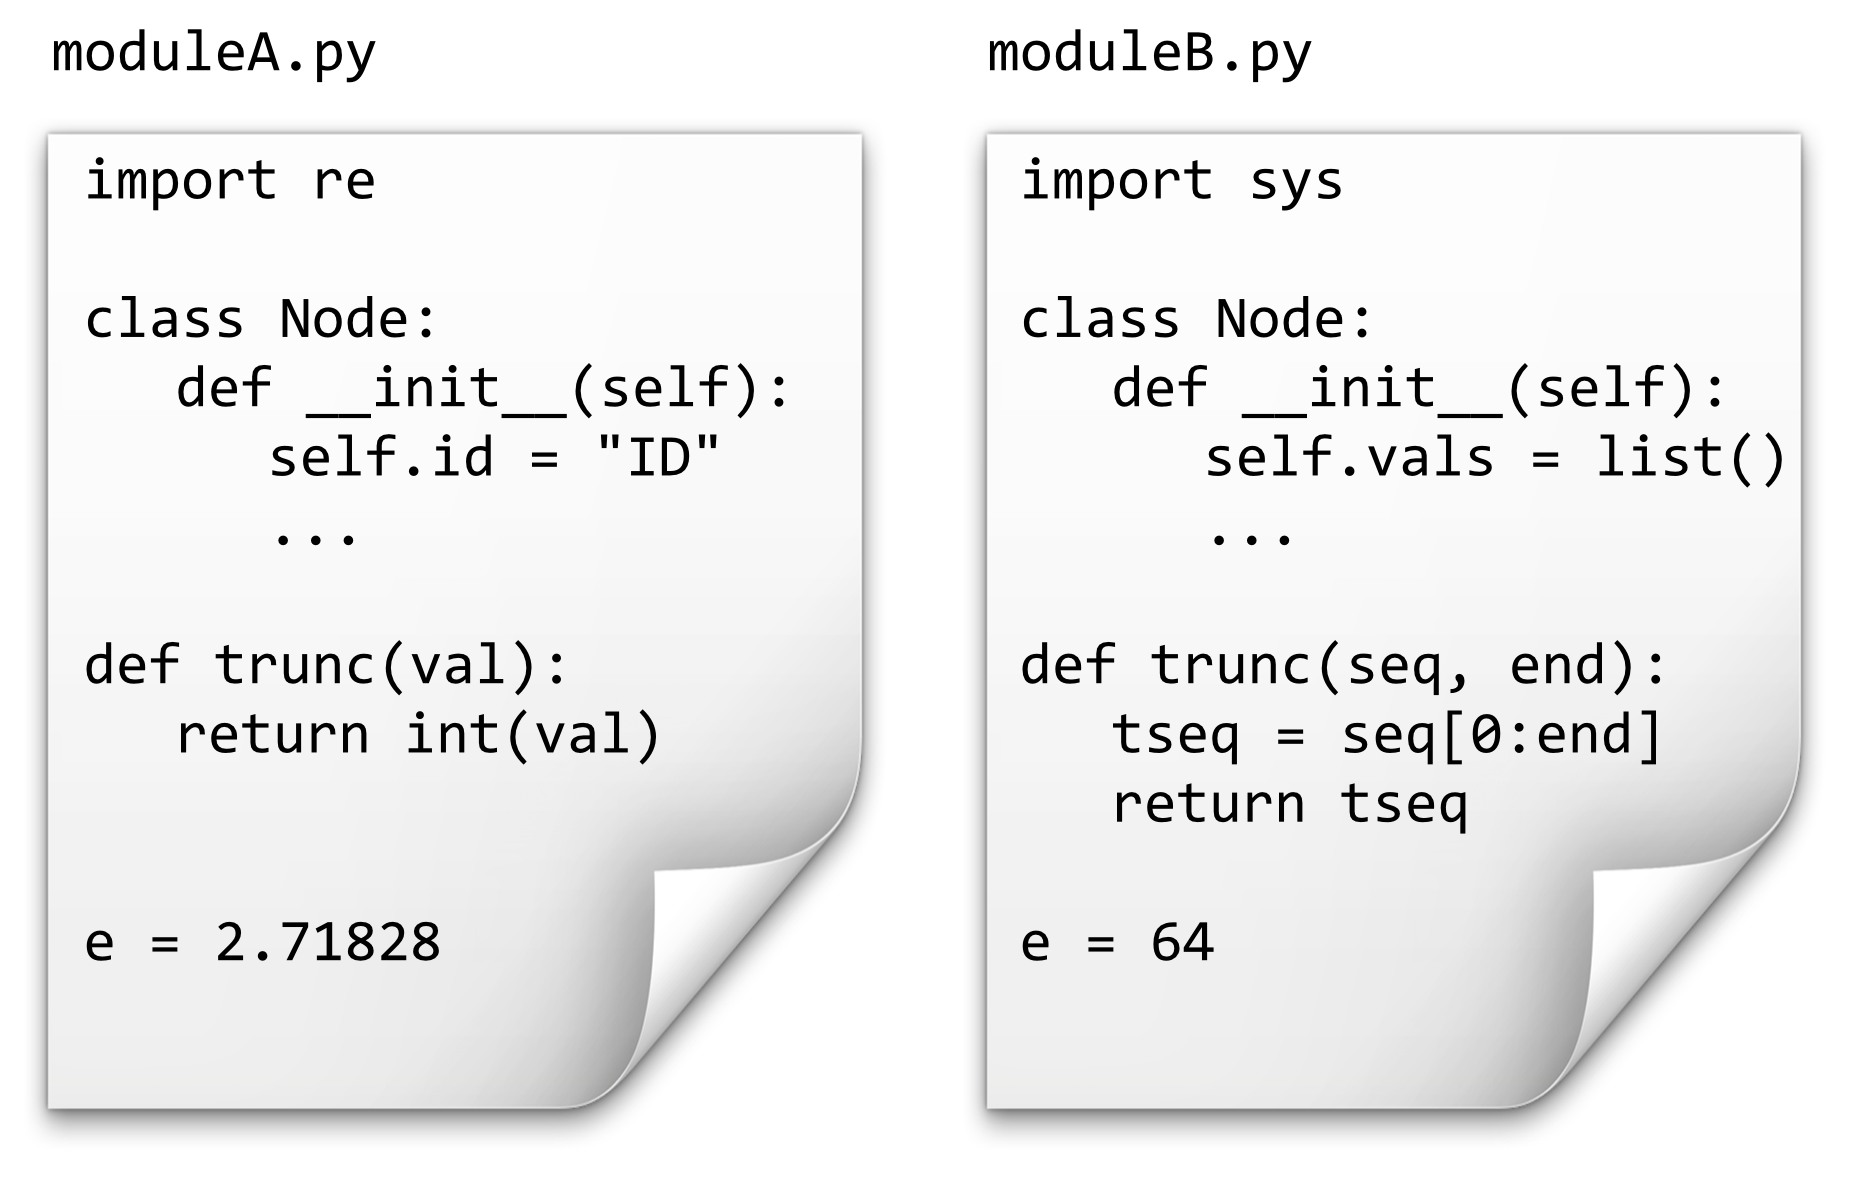 moduleA.py
import re
class Node:
def __init__(self):
self.id = "ID"
...
def trunc(val):
return int(val)
e = 2.71828
moduleB.py
import sys
class Node:
def __init__(self):
self.vals = list()
...
def trunc(seq, end):
tseq = seq[0:end]
return tseq
e = 64